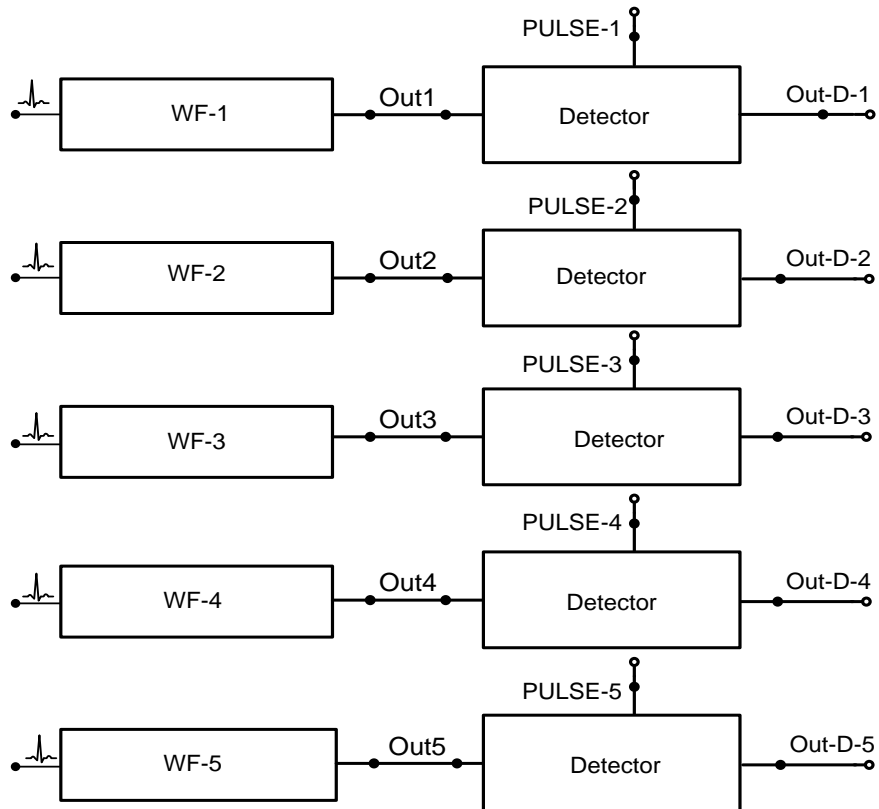 PULSE-1
WF-1
Out1
Detector
Out-D-1
PULSE-2
WF-2
Out2
Detector
Out-D-2
PULSE-3
WF-3
Out3
Detector
Out-D-3
PULSE-4
WF-4
Out4
Detector
Out-D-4
PULSE-5
WF-5
Out5
Detector
Out-D-5